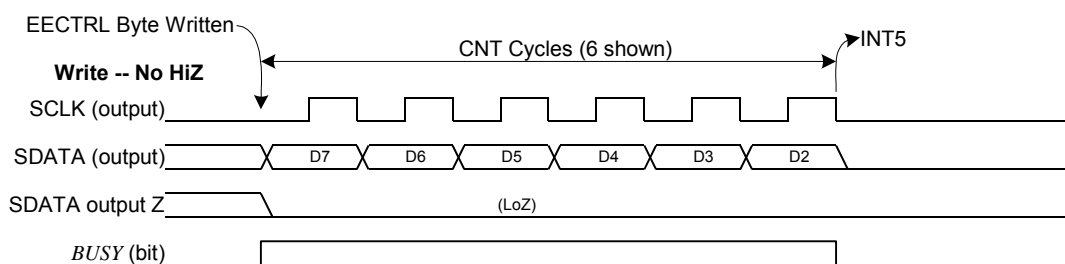 EECTRL Byte Written
INT5
CNT Cycles (6 shown)
Write -- No HiZ
SCLK (output)
SDATA (output)
D7 D6 D5 D4 D3 D2
SDATA output Z
(LoZ)
BUSY (bit)